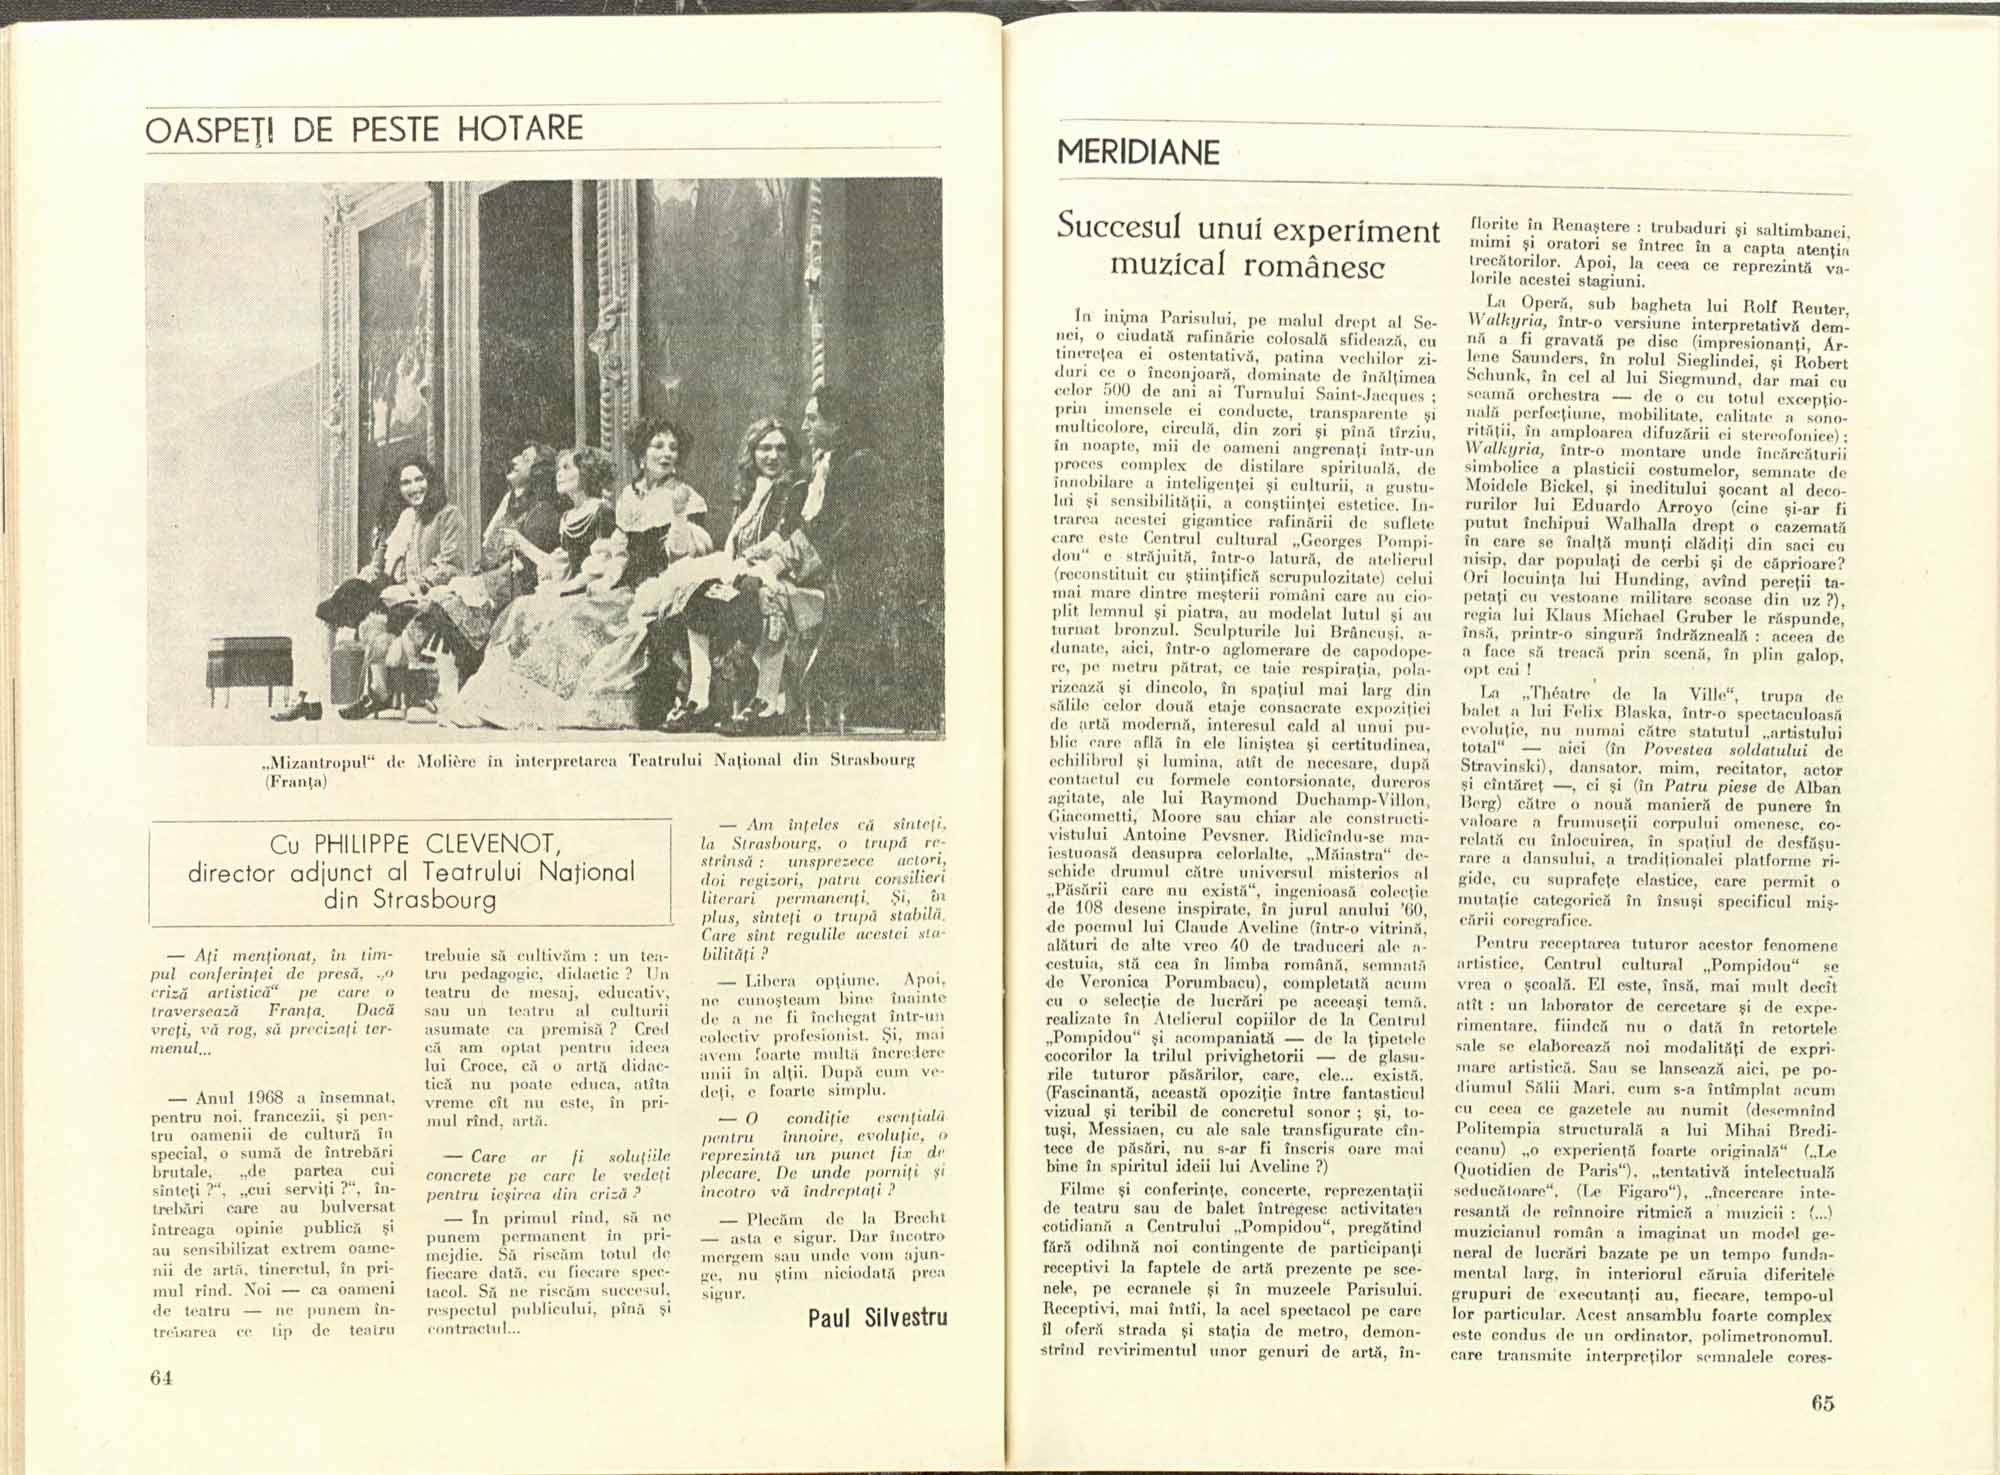 OASPEŢI DE PESTE HOTARE
„Mizantropul“ de Molière în interpretarea Teatrului Naţional din Strasbourg
(Franţa)
Cu PHILIPPE CLEVENOT,
director adjunct al Teatrului Naţional
din Strasbourg
— Aţi menţionat, în tim-
pul conferinţei de presă, „o
criză artistică“ pe care o
traversează Franţa. Dacă
vreţi, vă rog, să precizaţi ter-
menul...
— Anul 1968 a însemnat,
pentru noi, francezii, şi pen-
tru oamenii de cultură în
special, o sumă de întrebări
brutale, „de partea cui
sînteţi ?“, „cui serviţi ?“, în-
trebări care au bulversat
întreaga opinie publică şi
au sensibilizat extrem oame-
nii de artă, tineretul, în pri-
mul rînd. Noi — ca oameni
de teatru — ne punem în-
trebarea ce tip de teatru
trebuie să cultivăm : un tea-
tru pedagogic, didactic ? Un
teatru de mesaj, educativ,
sau un teatru al culturii
asumate ca premisă ? Cred
că am optat pentru ideea
lui Croce, că o artă didac-
tică nu poate educa, atîta
vreme cît nu este, în pri-
mul rînd, artă.
— Care ar fi soluţiile
concrete pe care le vedeţi
pentru ieşirea din criză ?
— În primul rînd, să ne
punem permanent în pri-
mejdie. Să riscăm totul de
fiecare dată, cu fiecare spec-
tacol. Să ne riscăm succesul,
respectul publicului, pînă şi
contractul...
— Am înţeles că sînteţi,
la Strasbourg, o trupă re-
strînsă : unsprezece actori,
doi regizori, patru consilieri
literari permanenţi. Şi, în
plus, sînteţi o trupă stabilă.
Care sînt regulile acestei sta-
bilităţi ?
— Libera opţiune. Apoi,
ne cunoşteam bine înainte
de a ne fi închegat într-un
colectiv profesionist. Şi, mai
avem foarte multă încredere
unii în alţii. După cum ve-
deţi, e foarte simplu.
— O condiţie esenţială
pentru înnoire, evoluţie, o
reprezintă un punct fix de
plecare. De unde porniţi şi
încotro vă îndreptaţi ?
— Plecăm de la Brecht
— asta e sigur. Dar încotro
mergem sau unde vom ajun-
ge, nu ştim niciodată prea
sigur.
Paul Silvestru
64
MERIDIANE
Succesul unui experiment
muzical românesc
In inima Parisului, pe malul drept al Se-
nei, o ciudată rafinărie colosală sfidează, cu
tinereţea ei ostentativă, patina vechilor zi-
duri ce o înconjoară, dominate de înălţimea
celor 500 de ani ai Turnului Saint-Jacques ;
prin imensele ei conducte, transparente şi
multicolore, circulă, din zori şi pînă tîrziu,
în noapte, mii de oameni angrenaţi într-un
proces complex de distilare spirituală, de
înnobilare a inteligenţei şi culturii, a gustu-
lui şi sensibilităţii, a conştiinţei estetice. In-
trarea acestei gigantice rafinării de suflete
care este Centrul cultural „Georges Pompi-
dou“ e străjuită, într-o latură, de atelierul
(reconstituit cu ştiinţifică scrupulozitate) celui
mai mare dintre meşterii români care au cio-
plit lemnul şi piatra, au modelat lutul şi au
turnat bronzul. Sculpturile lui Brâncuşi, a-
dunate, aici, într-o aglomerare de capodope-
re, pe metru pătrat, ce taie respiraţia, pola-
rizează şi dincolo, în spaţiul mai larg din
sălile celor două etaje consacrate expoziţiei
de artă modernă, interesul cald al unui pu-
blic care află în ele liniştea şi certitudinea,
echilibrul şi lumina, atît de necesare, după
contactul cu formele contorsionate, dureros
agitate, ale lui Raymond Duchamp-Villon,
Giacometti, Moore sau chiar ale constructi-
vistului Antoine Pevsner. Ridicîndu-se ma-
iestuoasă deasupra celorlalte, „Măiastra“ de-
schide drumul către universul misterios al
„Păsării care nu există“, ingenioasă colecţie
de 108 desene inspirate, în jurul anului '60,
de poemul lui Claude Aveline (într-o vitrină,
alături de alte vreo 40 de traduceri ale a-
cestuia, stă cea în limba română, semnată
de Veronica Porumbacu), completată acum
cu o selecţie de lucrări pe aceeaşi temă,
realizate în Atelierul copiilor de la Centrul
„Pompidou“ şi acompaniată — de la ţipetele
cocorilor la trilul privighetorii — de glasu-
rile tuturor păsărilor, care, ele... există.
(Fascinantă, această opoziţie între fantasticul
vizual şi teribil de concretul sonor ; şi, to-
tuşi, Messiaen, cu ale sale transfigurate cîn-
tece de păsări, nu s-ar fi înscris oare mai
bine în spiritul ideii lui Aveline ?)
Filme şi conferinţe, concerte, reprezentaţii
de teatru sau de balet întregesc activitatea
cotidiană a Centrului „Pompidou“, pregătind
fără odihnă noi contingente de participanţi
receptivi la faptele de artă prezente pe sce-
nele, pe ecranele şi în muzeele Parisului.
Receptivi, mai întîi, la acel spectacol pe care
îl oferă strada şi staţia de metro, demon-
strînd revirimentul unor genuri de artă, în-
florite în Renaştere : trubaduri şi saltimbanci,
mimi şi oratori se întrec în a capta atenţia
trecătorilor. Apoi, la ceea ce reprezintă va-
lorile acestei stagiuni.
La Operă, sub bagheta lui Rolf Reuter,
Walkyria, într-o versiune interpretativă dem-
nă a fi gravată pe disc (impresionanţi, Ar-
lene Saunders, în rolul Sieglindei, şi Robert
Schunk, în cel al lui Siegmund, dar mai cu
seamă orchestra — de o cu totul excepţio-
nală perfecţiune, mobilitate, calitate a sono-
rităţii, în amploarea difuzării ei stereofonice) ;
Walkyria, într-o montare unde încărcăturii
simbolice a plasticii costumelor, semnate de
Moidele Bickel, şi ineditului şocant al deco-
rurilor lui Eduardo Arroyo (cine şi-ar fi
putut închipui Walhalla drept o cazemată
în care se înalţă munţi clădiţi din saci cu
nisip, dar populaţi de cerbi şi de căprioare?
Ori locuinţa lui Hunding, avînd pereţii ta-
petaţi cu vestoane militare scoase din uz ?),
regia lui Klaus Michael Gruber le răspunde,
însă, printr-o singură îndrăzneală : aceea de
a face să treacă prin scenă, în plin galop,
opt cai !
La „Théatre de la Ville“, trupa de
balet a lui Felix Blaska, într-o spectaculoasă
evoluţie, nu numai către statutul „artistului
total“ — aici (în Povestea soldatului de
Stravinski), dansator, mim, recitator, actor
şi cîntăreţ —, ci şi (în Patru piese de Alban
Berg) către o nouă manieră de punere în
valoare a frumuseţii corpului omenesc, co-
relată cu înlocuirea, în spaţiul de desfăşu-
rare a dansului, a tradiţionalei platforme ri-
gide, cu suprafeţe elastice, care permit o
mutaţie categorică în însuşi specificul miş-
cării coregrafice.
Pentru receptarea tuturor acestor fenomene
artistice, Centrul cultural „Pompidou“ se
vrea o şcoală. El este, însă, mai mult decît
atît : un laborator de cercetare şi de expe-
rimentare, fiindcă nu o dată în retortele
sale se elaborează noi modalităţi de expri-
mare artistică. Sau se lansează aici, pe po-
diumul Sălii Mari, cum s-a întîmplat acum
cu ceea ce gazetele au numit (desemnînd
Politempia structurală a lui Mihai Bredi-
ceanu) „o experienţă foarte originală“ („Le
Quotidien de Paris“), „tentativă intelectuală
seducătoare“, (Le Figaro“), „încercare inte-
resantă de reînnoire ritmică a muzicii : (...)
muzicianul român a imaginat un model ge-
neral de lucrări bazate pe un tempo funda-
mental larg, în interiorul căruia diferitele
grupuri de executanţi au, fiecare, tempo-ul
lor particular. Acest ansamblu foarte complex
este condus de un ordinator, polimetronomul,
care transmite interpreţilor semnalele cores-
65